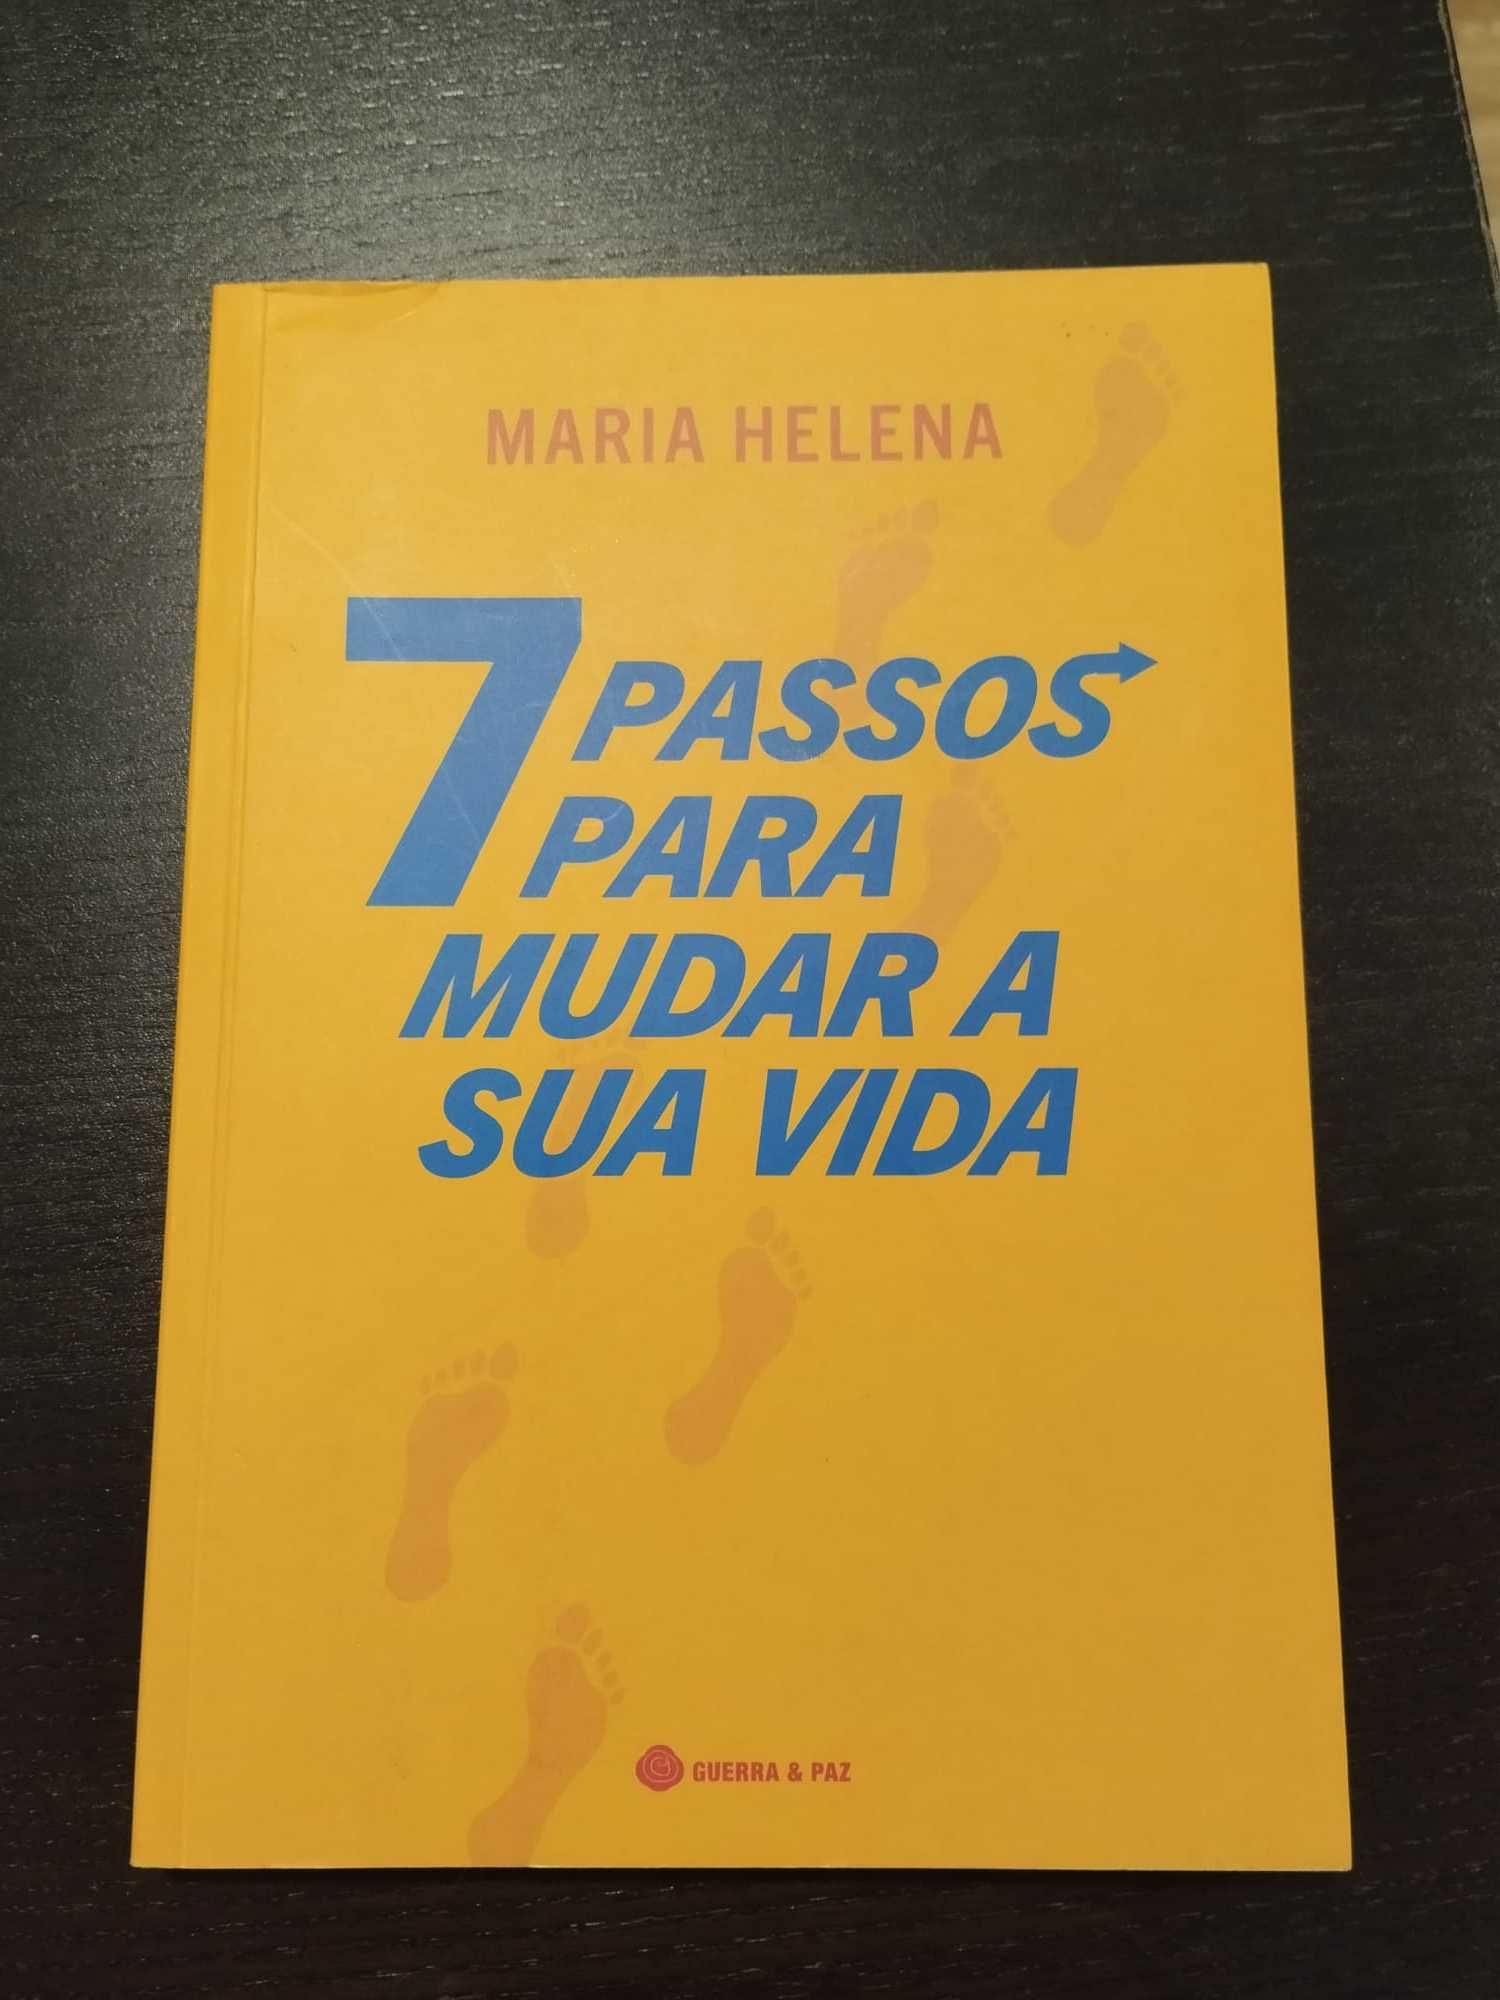 MARIA HELENA
7 PASSOS
PARA
MUDAR A
SUA VIDA
GUERRA & PAZ